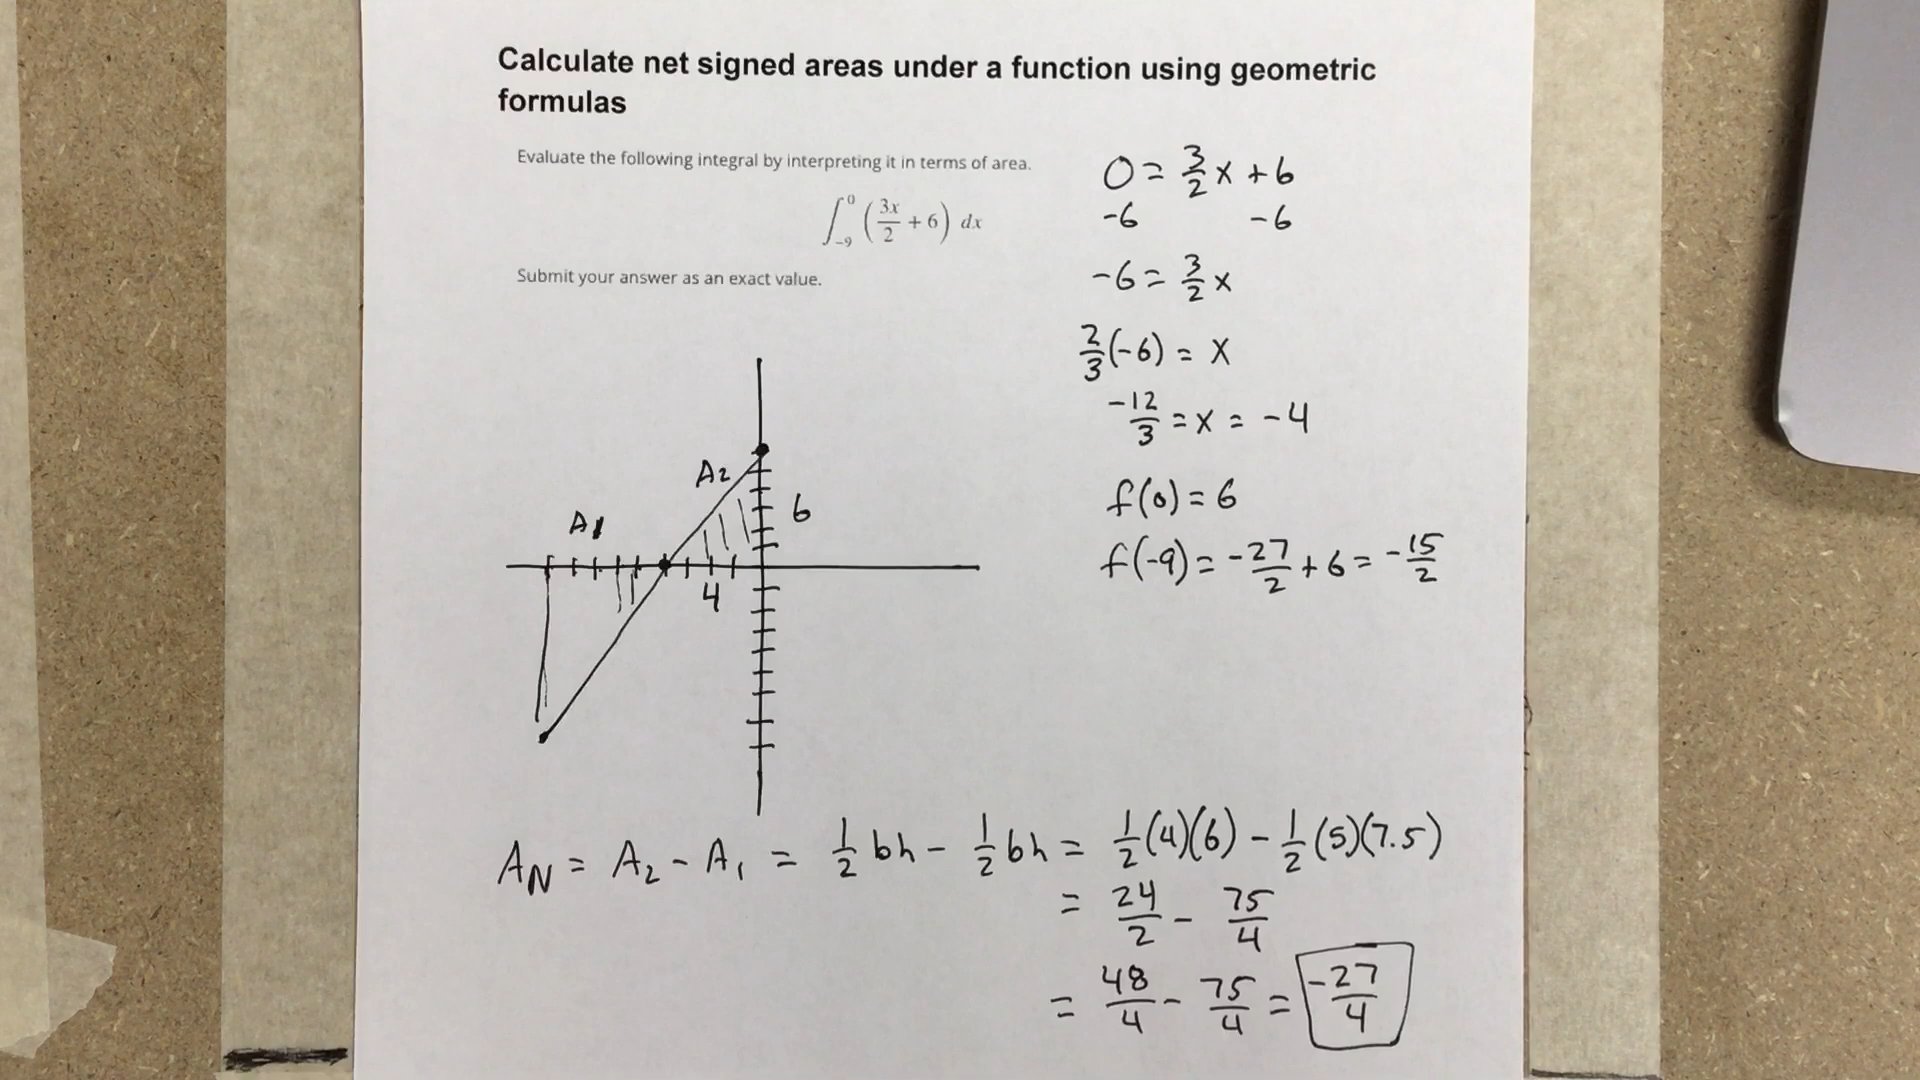 Calculate net signed areas under a function using geometric
formulas
Evaluate the following integral by interpreting it in terms of area.
∫₋₉⁰ (3x/2 + 6) dx
Submit your answer as an exact value.
0 = 3/2 x + 6
-6 -6
-6 = 3/2 x
2/3 (-6) = x
-12/3 = x = -4
f(0) = 6
f(-9) = -27/2 + 6 = -15/2
A2
6
A1
4
A_N = A_2 - A_1 = 1/2 bh - 1/2 bh = 1/2 (4)(6) - 1/2 (5)(7.5)
= 24/2 - 75/4
= 48/4 - 75/4 = -27/4